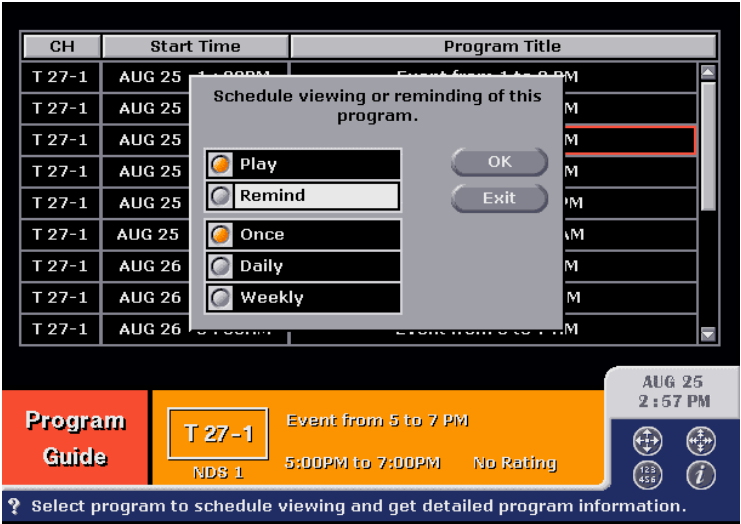 CH Start Time Program Title
T 27-1 AUG 25
T 27-1 AUG 25
T 27-1 AUG 25
T 27-1 AUG 25
T 27-1 AUG 25
T 27-1 AUG 25
T 27-1 AUG 26
T 27-1 AUG 26
T 27-1 AUG 26
Schedule viewing or reminding of this
program.
Play
Remind
OK
Exit
Once
Daily
Weekly
AUG 25
2:57 PM
Program
Guide
T 27-1
NDS 1
Event from 5 to 7 PM
5:00PM to 7:00PM No Rating
123
456
i
? Select program to schedule viewing and get detailed program information.